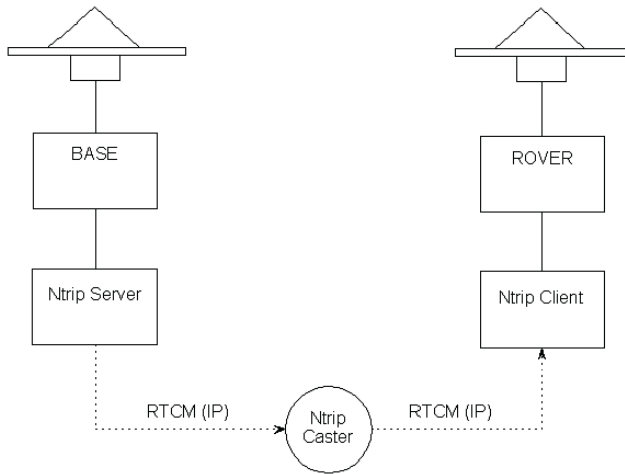 BASE
ROVER
Ntrip Server
Ntrip Client
RTCM (IP)
Ntrip
Caster
RTCM (IP)